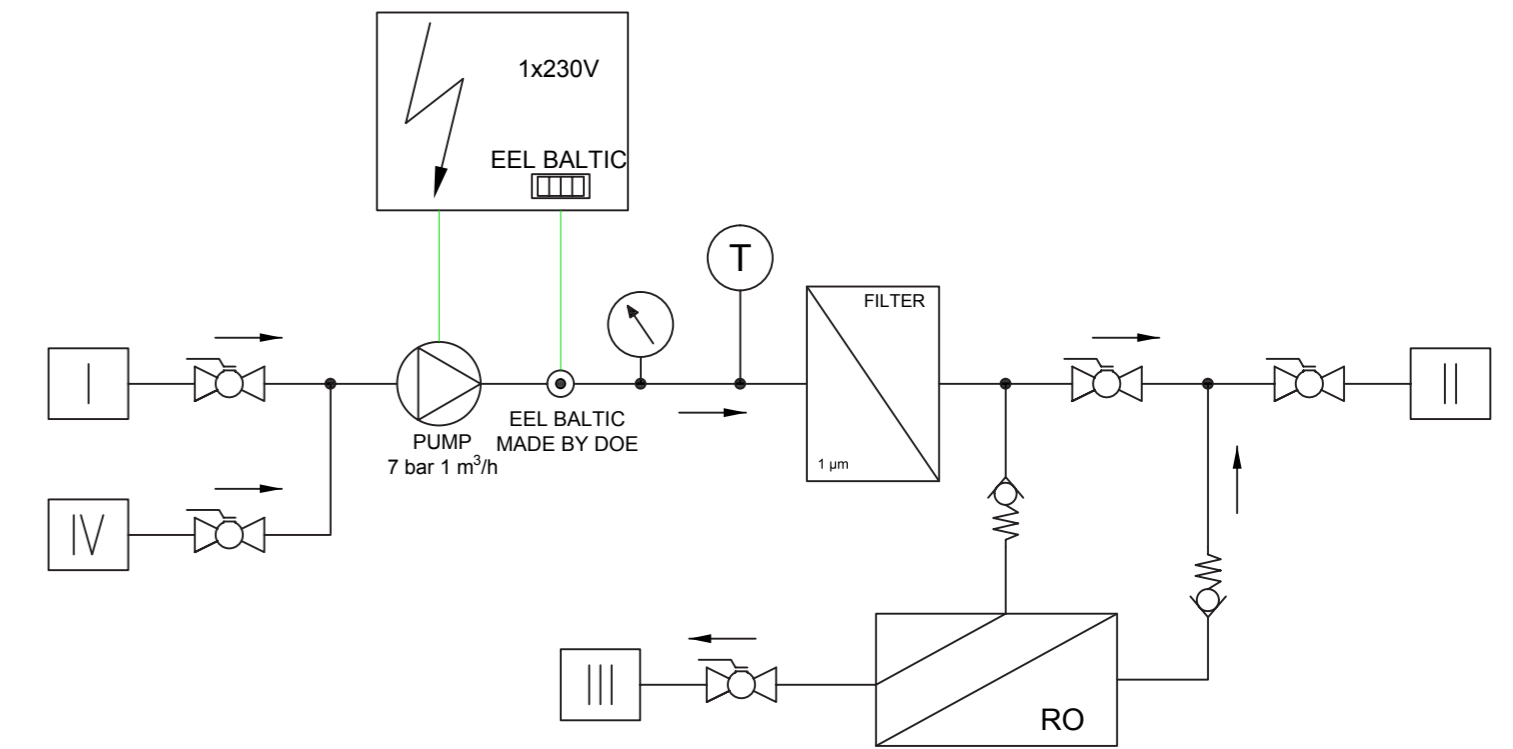 1x230V
EEL BALTIC
T
FILTER
I
II
EEL BALTIC
MADE BY DOE
PUMP
7 bar 1 m³/h
1 µm
IV
III
RO